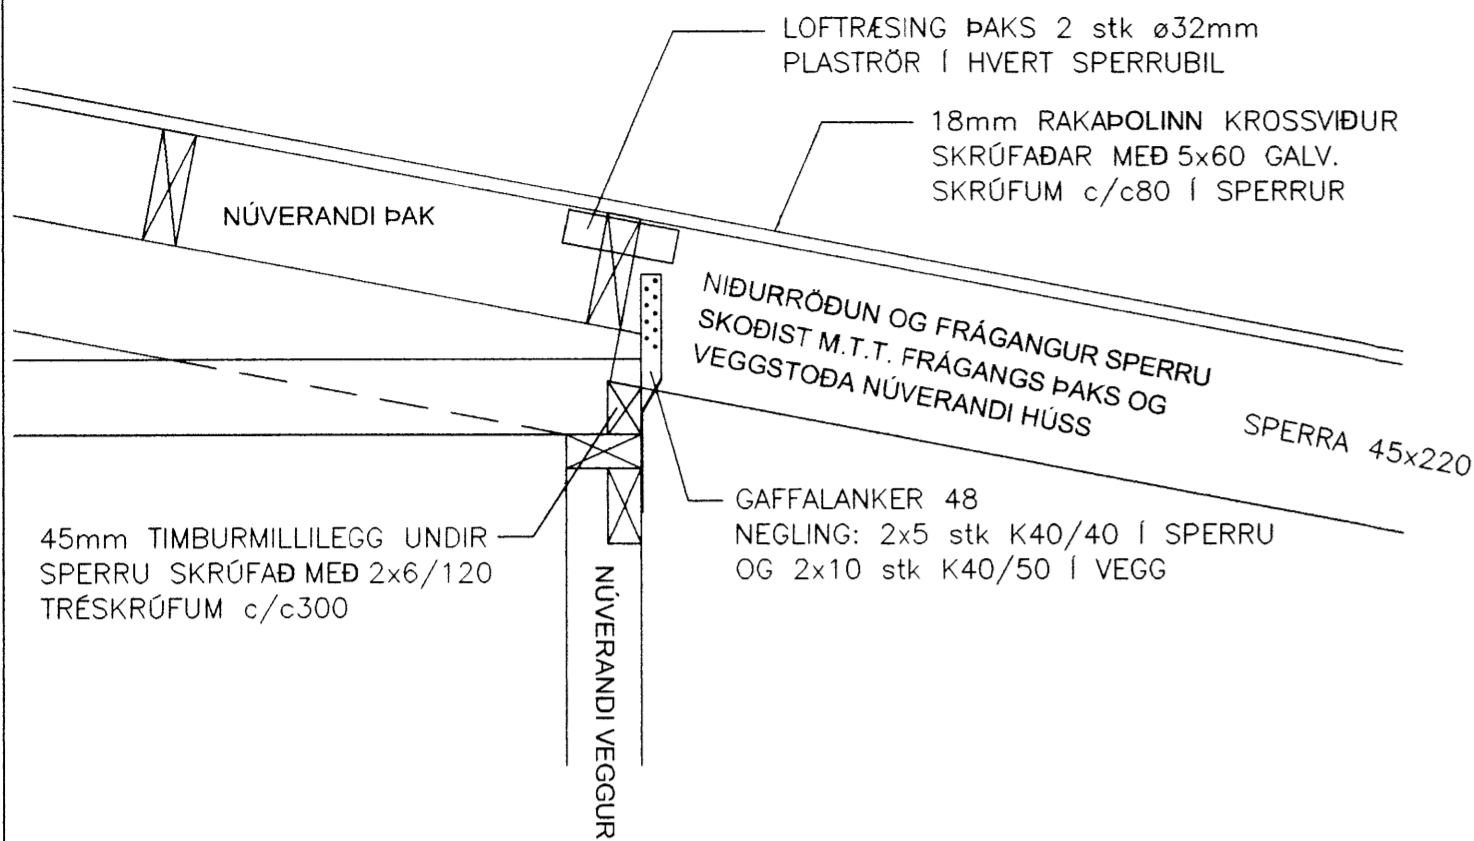 LOFTRÆSING ÞAKS 2 stk ø32mm
PLASTRÖR Í HVERT SPERRUBIL
18mm RAKAÞOLINN KROSSVIÐUR
SKRÚFAÐAR MEÐ 5x60 GALV.
SKRÚFUM c/c80 Í SPERRUR
NÚVERANDI ÞAK
NIÐURRÖÐUN OG FRÁGANGUR SPERRU
SKOÐIST M.T.T. FRÁGANGS ÞAKS OG
VEGGSTOÐA NÚVERANDI HÚSS
SPERRA 45x220
GAFFALANKER 48
NEGLING: 2x5 stk K40/40 Í SPERRU
OG 2x10 stk K40/50 Í VEGG
45mm TIMBURMILLILEGG UNDIR
SPERRU SKRÚFAÐ MEÐ 2x6/120
TRÉSKRÚFUM c/c300
NÚVERANDI VEGGUR